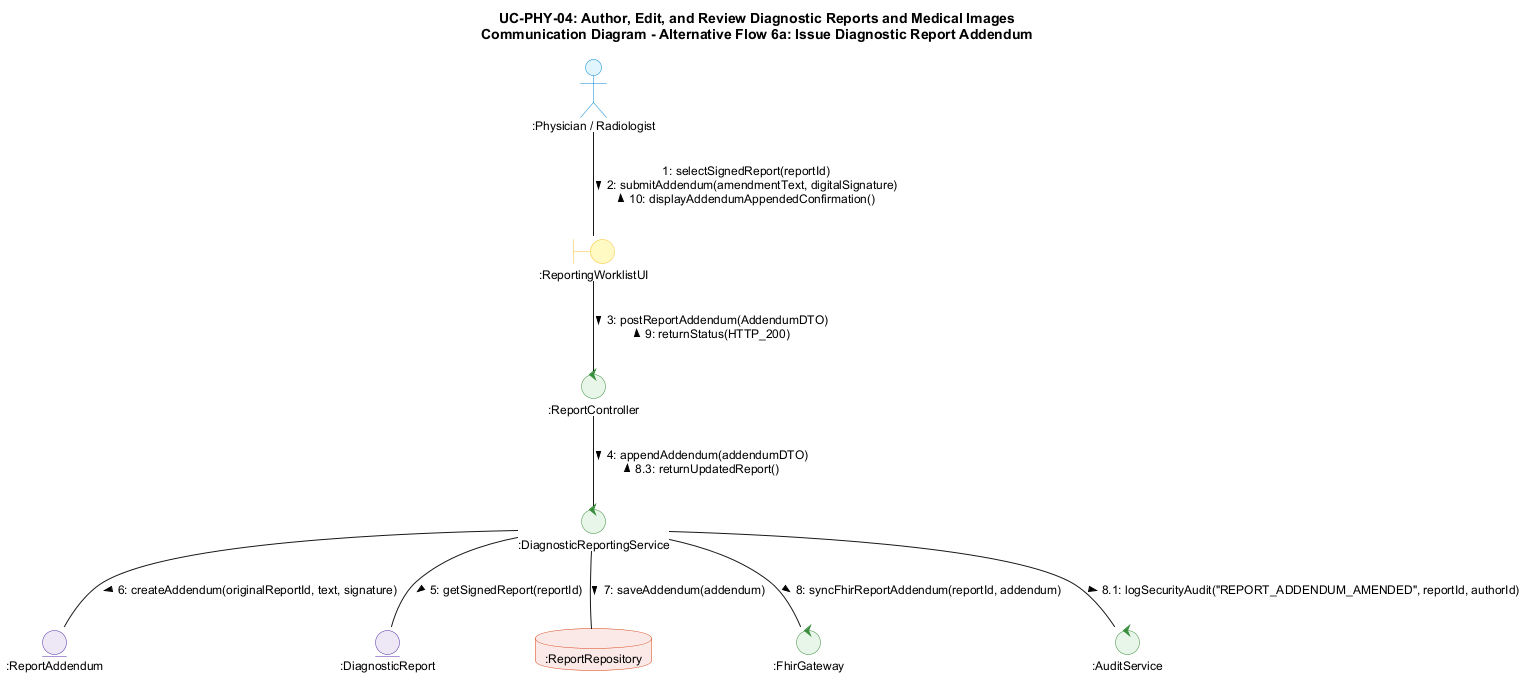 UC-PHY-04: Author, Edit, and Review Diagnostic Reports and Medical Images
Communication Diagram - Alternative Flow 6a: Issue Diagnostic Report Addendum
:Physician / Radiologist
1: selectSignedReport(reportId)
2: submitAddendum(amendmentText, digitalSignature)
10: displayAddendumAppendedConfirmation()
:ReportingWorklistUI
3: postReportAddendum(AddendumDTO)
9: returnStatus(HTTP_200)
:ReportController
4: appendAddendum(addendumDTO)
8.3: returnUpdatedReport()
:DiagnosticReportingService
6: createAddendum(originalReportId, text, signature)
5: getSignedReport(reportId)
7: saveAddendum(addendum)
8: syncFhirReportAddendum(reportId, addendum)
8.1: logSecurityAudit("REPORT_ADDENDUM_AMENDED", reportId, authorId)
:ReportAddendum
:DiagnosticReport
:ReportRepository
:FhirGateway
:AuditService